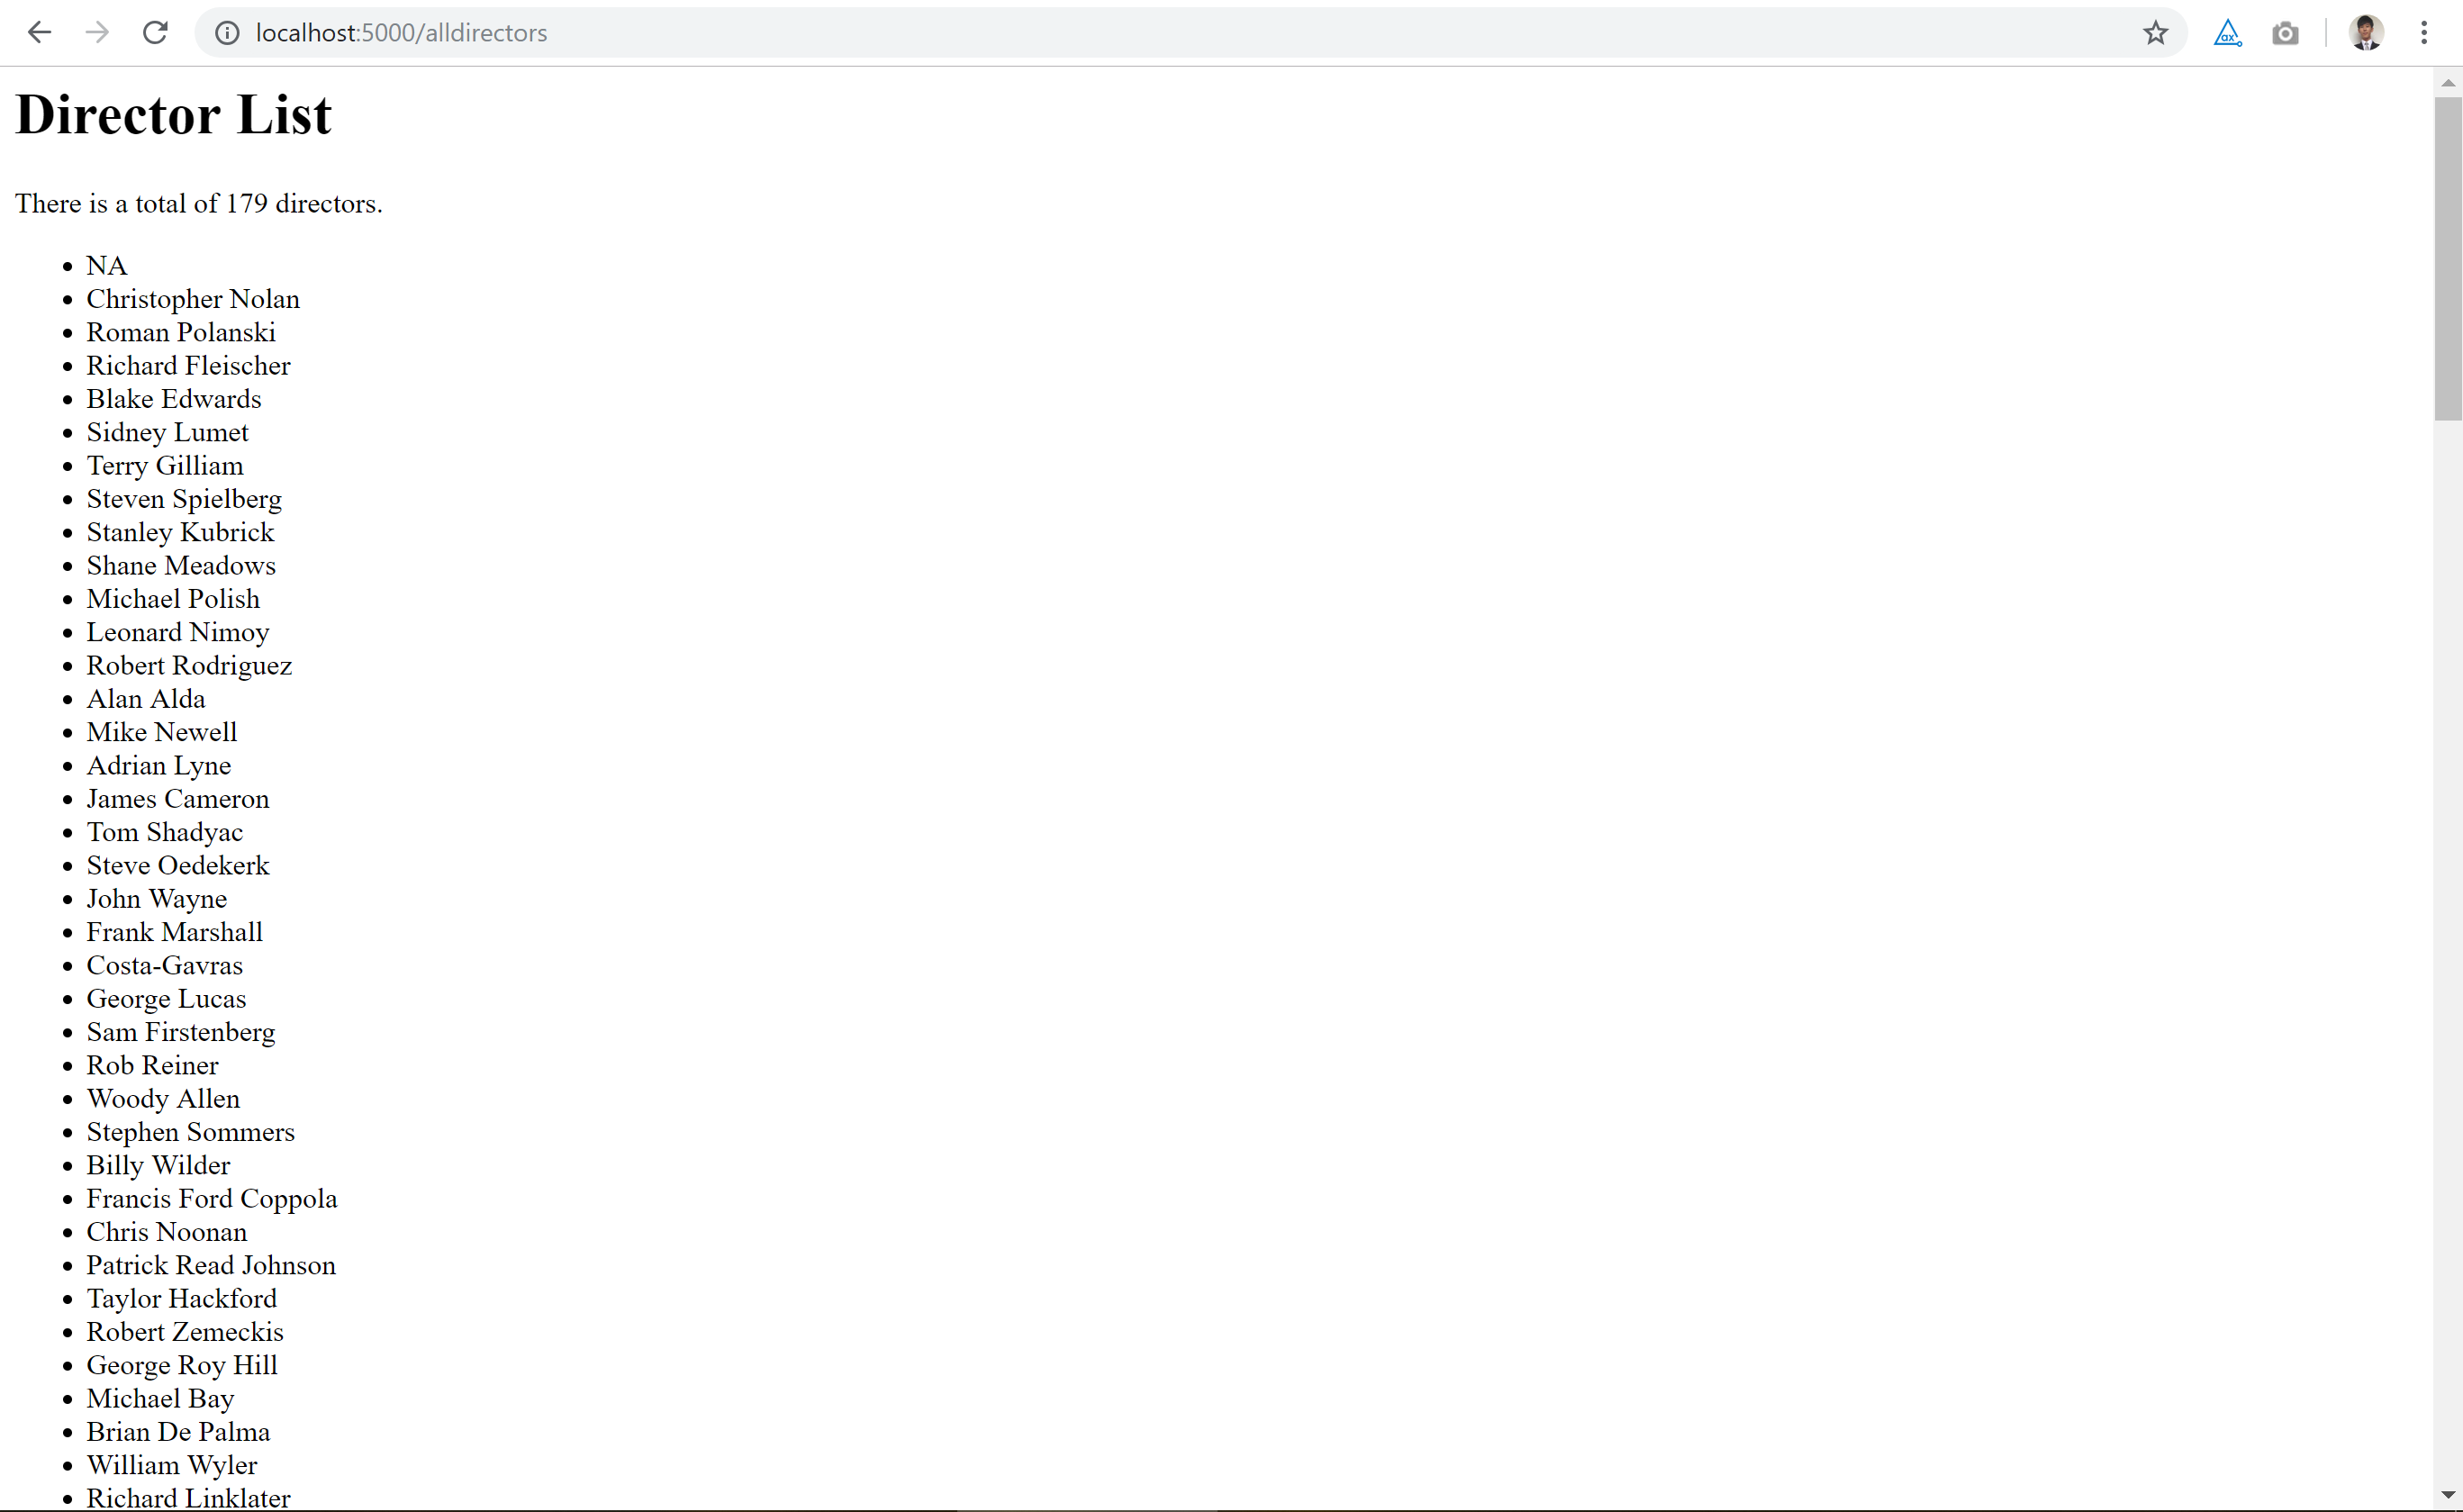 localhost:5000/alldirectors
Director List
There is a total of 179 directors.
• NA
• Christopher Nolan
• Roman Polanski
• Richard Fleischer
• Blake Edwards
• Sidney Lumet
• Terry Gilliam
• Steven Spielberg
• Stanley Kubrick
• Shane Meadows
• Michael Polish
• Leonard Nimoy
• Robert Rodriguez
• Alan Alda
• Mike Newell
• Adrian Lyne
• James Cameron
• Tom Shadyac
• Steve Oedekerk
• John Wayne
• Frank Marshall
• Costa-Gavras
• George Lucas
• Sam Firstenberg
• Rob Reiner
• Woody Allen
• Stephen Sommers
• Billy Wilder
• Francis Ford Coppola
• Chris Noonan
• Patrick Read Johnson
• Taylor Hackford
• Robert Zemeckis
• George Roy Hill
• Michael Bay
• Brian De Palma
• William Wyler
• Richard Linklater